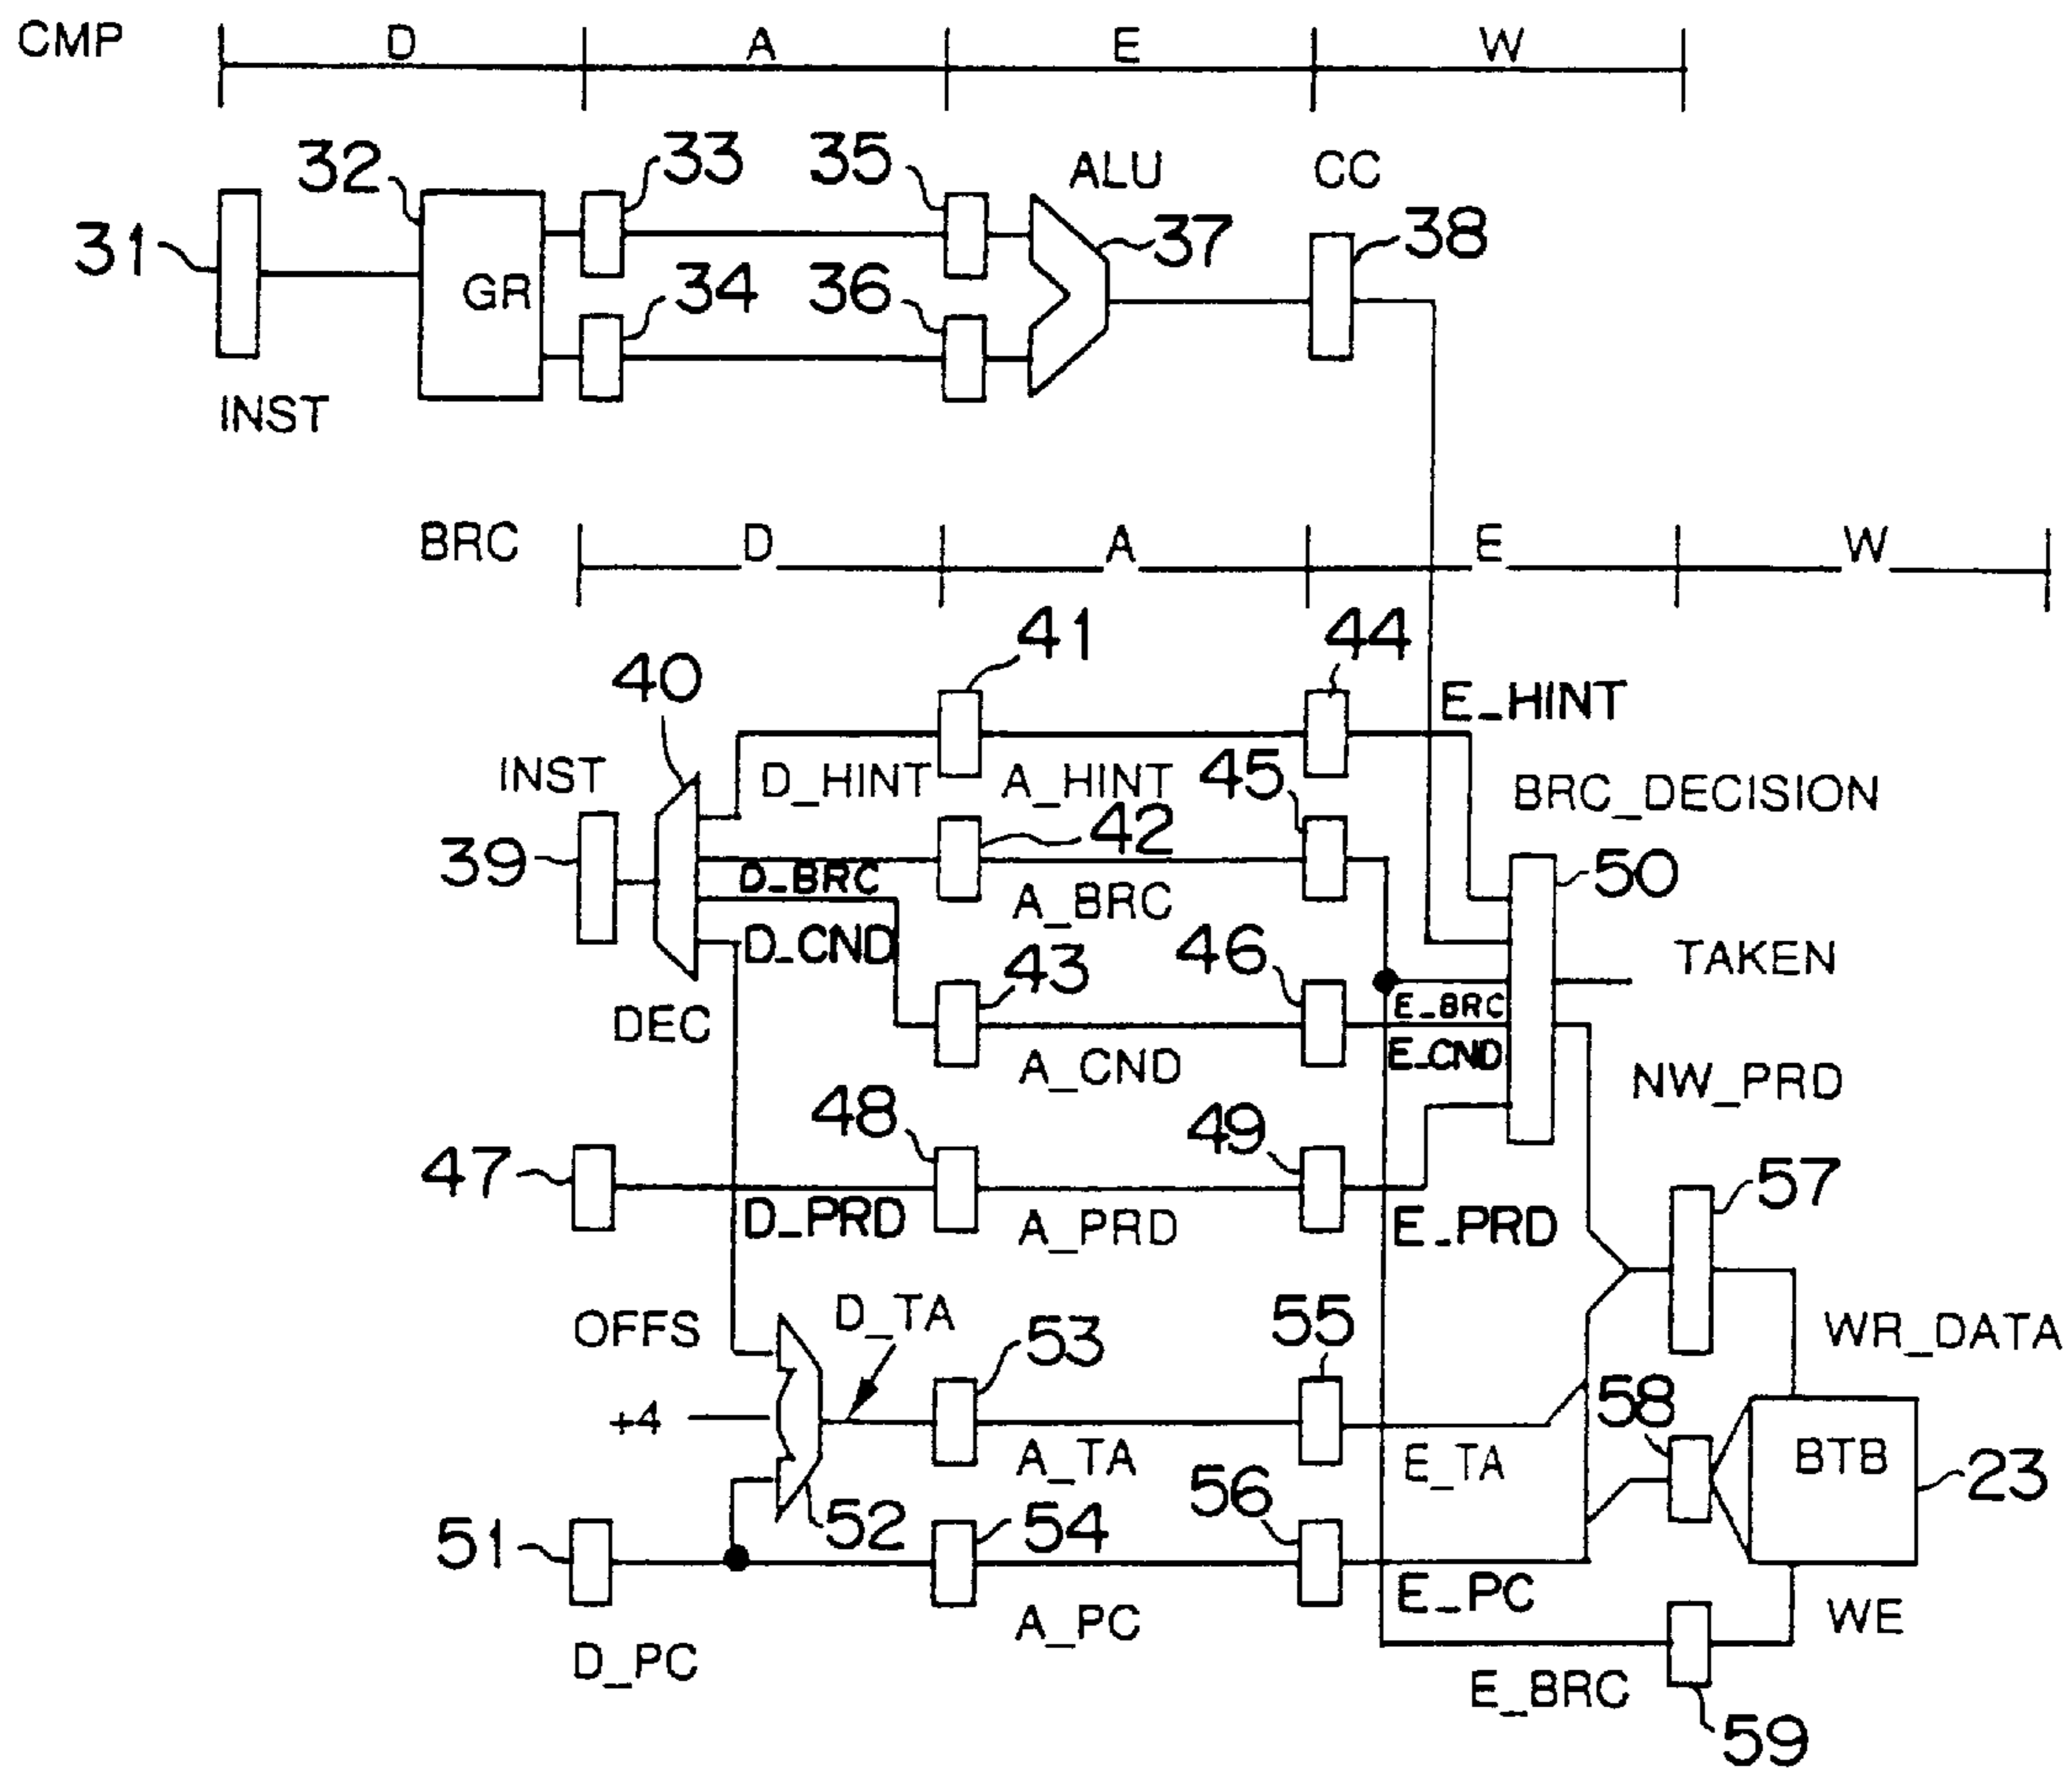 CMP D A E W
32 33 35 ALU CC
31 37 38
GR 34 36
INST
BRC D A E W
41 44
40 E_HINT
INST D_HINT A_HINT 45 BRC_DECISION
39 42 50
D_BRC A_BRC
D_CND 43 46 TAKEN
DEC E_BRC
A_CND E_CND NW_PRD
48 49
47 57
D_PRD A_PRD E_PRD
OFFS D_TA 53 55 WR_DATA
+4 58
A_TA E_TA BTB 23
51 52 54 56
A_PC E_PC WE
D_PC E_BRC
59